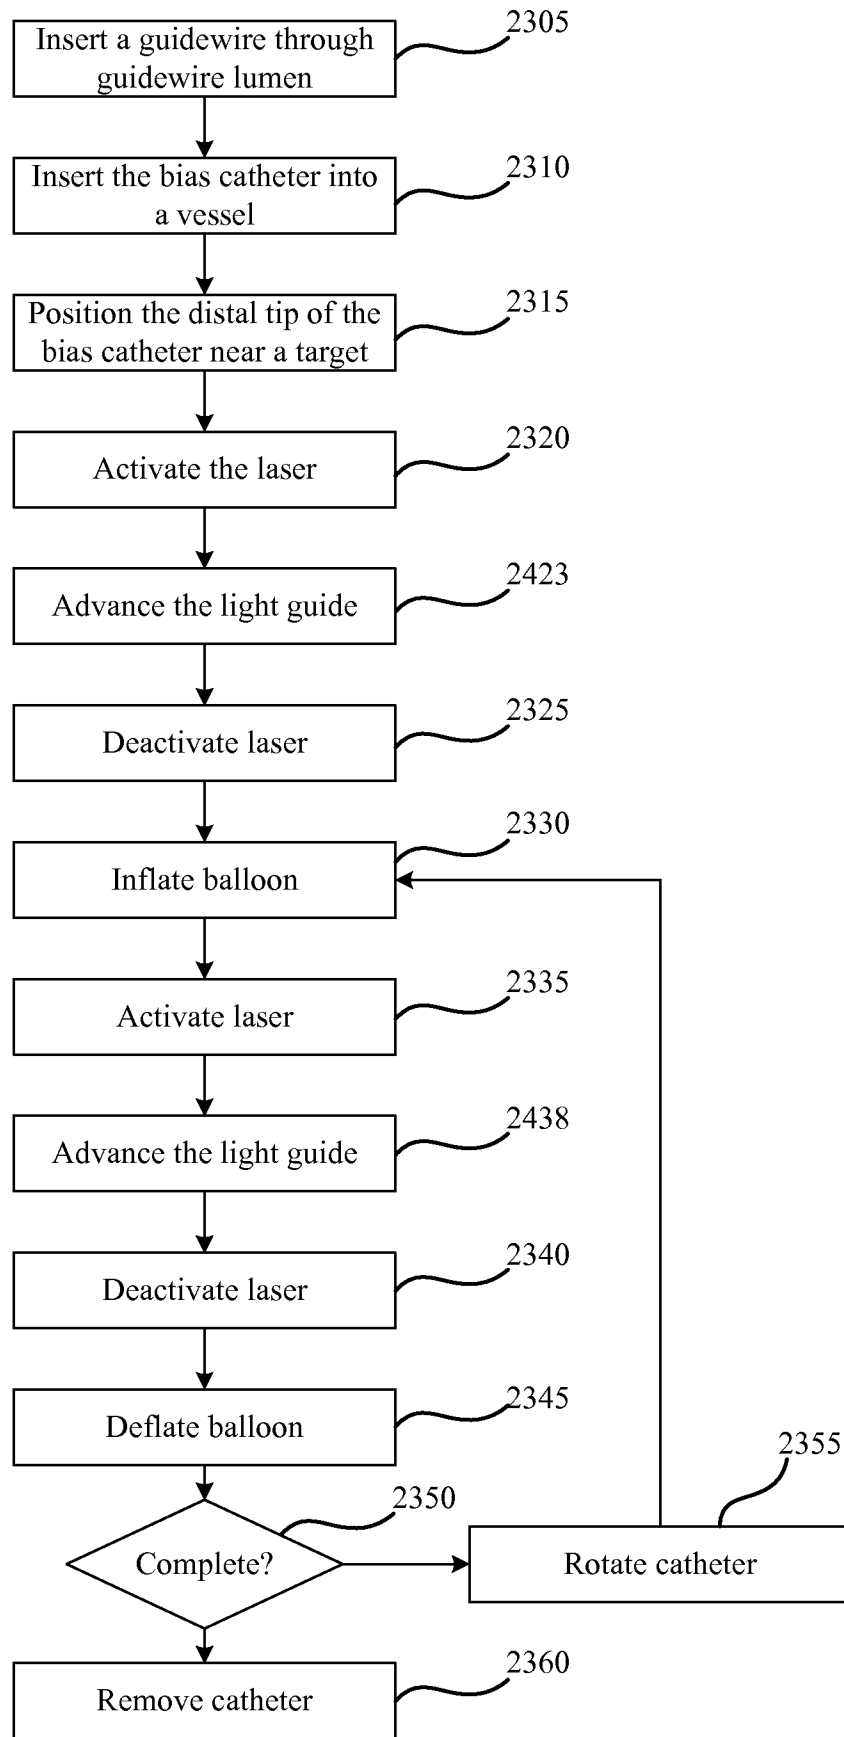 2305
Insert a guidewire through
guidewire lumen
2310
Insert the bias catheter into
a vessel
2315
Position the distal tip of the
bias catheter near a target
2320
Activate the laser
2423
Advance the light guide
2325
Deactivate laser
2330
Inflate balloon
2335
Activate laser
2438
Advance the light guide
2340
Deactivate laser
2345
Deflate balloon
2350
Complete?
2355
Rotate catheter
2360
Remove catheter